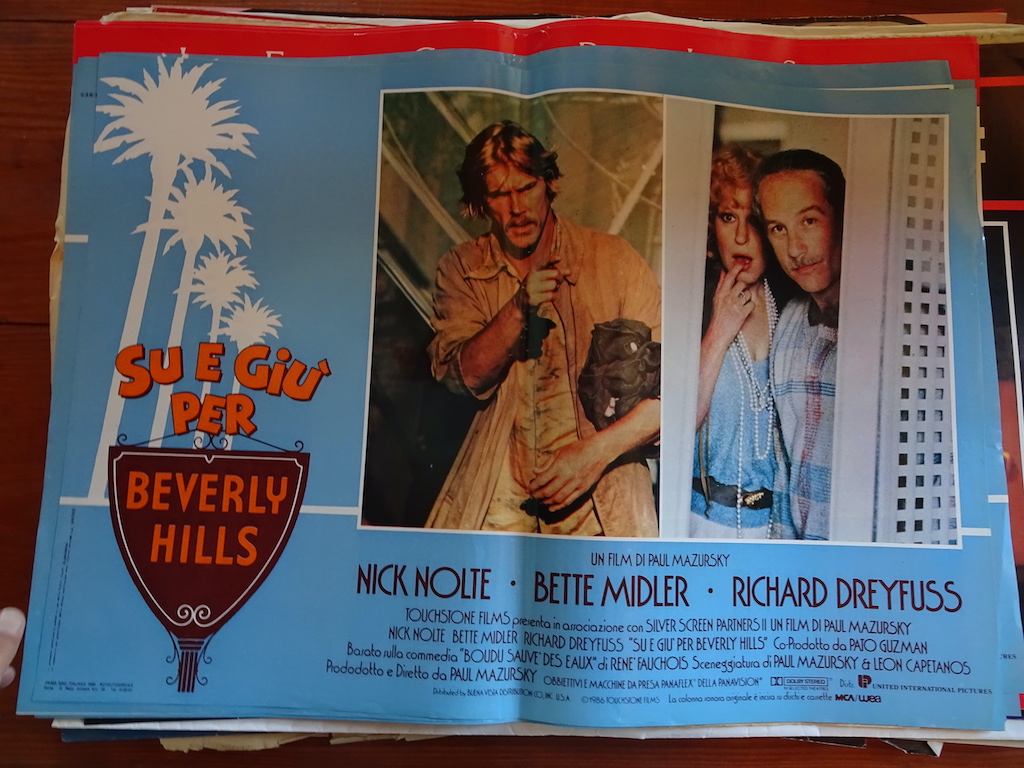 SU E GIU'
PER
BEVERLY
HILLS
UN FILM DI PAUL MAZURSKY
NICK NOLTE · BETTE MIDLER · RICHARD DREYFUSS
TOUCHSTONE FILMS presenta in associazione con SILVER SCREEN PARTNERS II UN FILM DI PAUL MAZURSKY
NICK NOLTE BETTE MIDLER RICHARD DREYFUSS "SU E GIU' PER BEVERLY HILLS" Co-Prodotto da PATO GUZMAN
Basato sulla commedia "BOUDU SAUVÉ DES EAUX" di RENÉ FAUCHOIS Sceneggiatura di PAUL MAZURSKY & LEON CAPETANOS
Prododotto e Diretto da PAUL MAZURSKY OBBIETTIVI E MACCHINE DA PRESA PANAFLEX DELLA PANAVISION DOLBY STEREO IN SELECTED THEATRES Distr. UNITED INTERNATIONAL PICTURES
Distributed by BUENA VISTA DISTRIBUTION CO., INC. U.S.A. © 1986 TOUCHSTONE FILMS La colonna sonora originale è incisa su dischi e cassette MCA/wea